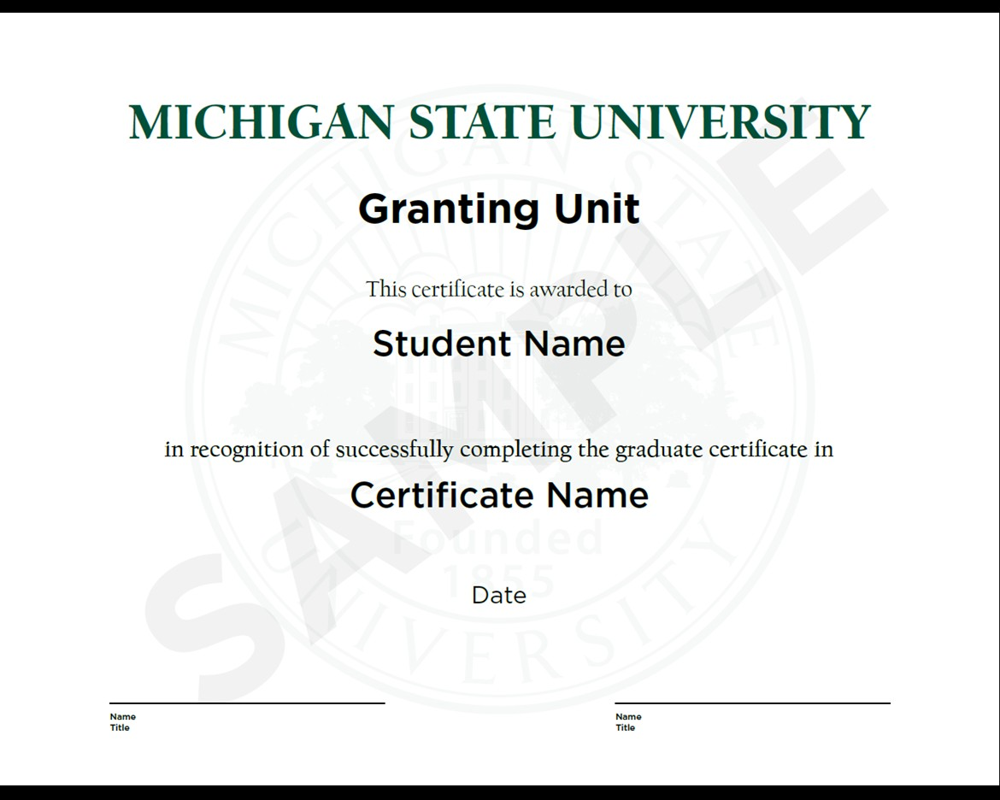 MICHIGAN STATE UNIVERSITY
Granting Unit
This certificate is awarded to
Student Name
in recognition of successfully completing the graduate certificate in
Certificate Name
Date
Name
Title
Name
Title
SAMPLE
MICHIGAN STATE UNIVERSITY
Founded
1855